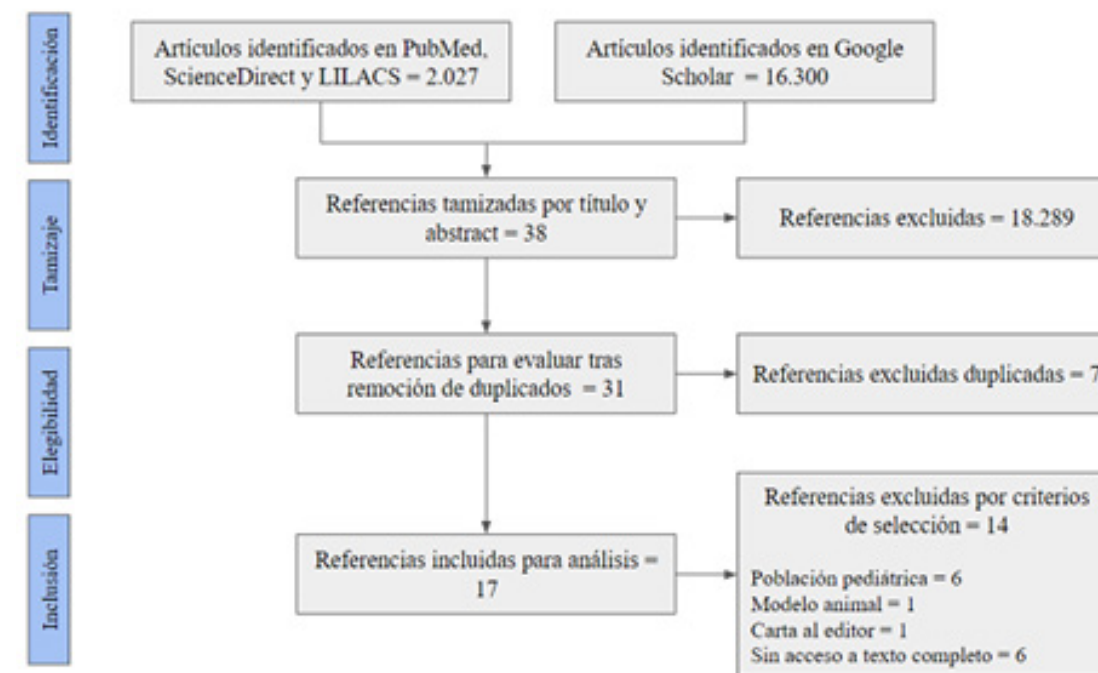 Identificación
Artículos identificados en PubMed,
ScienceDirect y LILACS = 2.027
Artículos identificados en Google
Scholar = 16.300
Tamizaje
Referencias tamizadas por título y
abstract = 38
Referencias excluidas = 18.289
Elegibilidad
Referencias para evaluar tras
remoción de duplicados = 31
Referencias excluidas duplicadas = 7
Inclusión
Referencias incluidas para análisis =
17
Referencias excluidas por criterios
de selección = 14
Población pediátrica = 6
Modelo animal = 1
Carta al editor = 1
Sin acceso a texto completo = 6